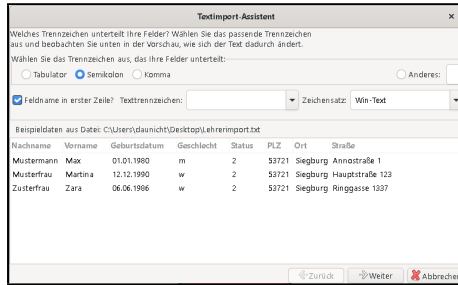 Textimport-Assistent ×
Welches Trennzeichen unterteilt Ihre Felder? Wählen Sie das passende Trennzeichen
aus und beobachten Sie unten in der Vorschau, wie sich der Text dadurch ändert.
Wählen Sie das Trennzeichen aus, das Ihre Felder unterteilt:
Tabulator Semikolon Komma Anderes:
Feldname in erster Zeile? Texttrennzeichen: Zeichensatz: Win-Text
Beispieldaten aus Datei: C:\Users\daunicht\Desktop\Lehrerimport.txt
Nachname Vorname Geburtsdatum Geschlecht Status PLZ Ort Straße
Mustermann Max 01.01.1980 m 2 53721 Siegburg Annostraße 1
Musterfrau Martina 12.12.1990 w 2 53721 Siegburg Hauptstraße 123
Zusterfrau Zara 06.06.1986 w 2 53721 Siegburg Ringgasse 1337
Zurück Weiter Abbrechen